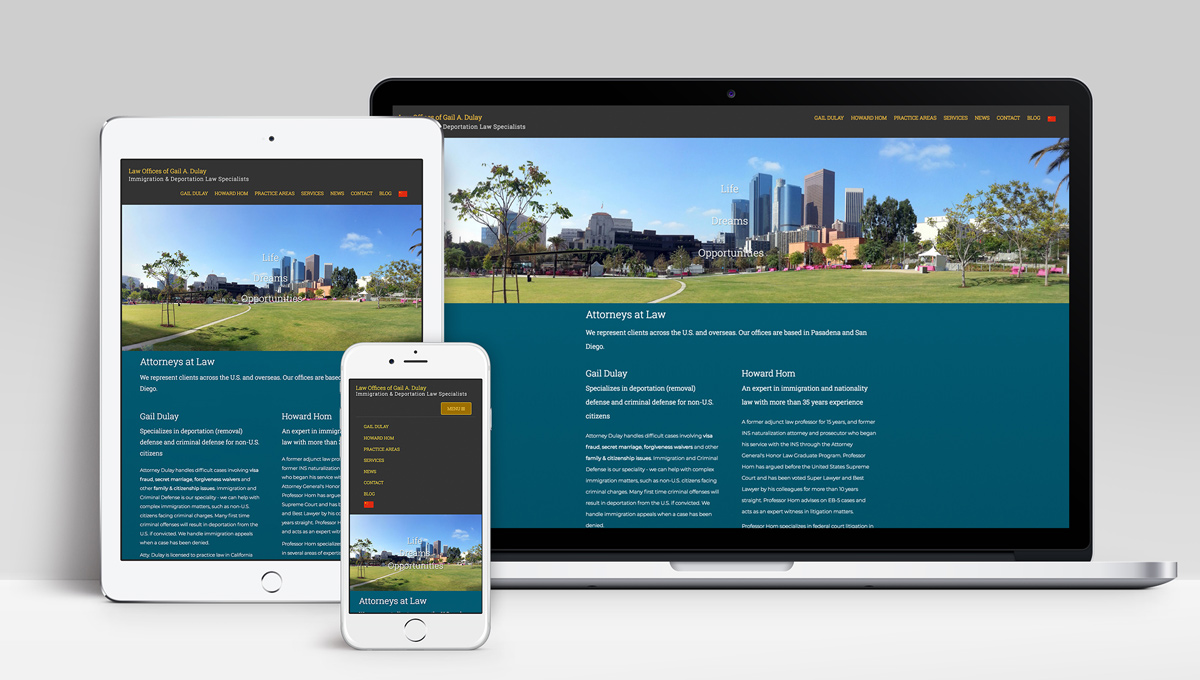 Law Offices of Gail A. Dulay
Immigration & Deportation Law Specialists
GAIL DULAY HOWARD HOM PRACTICE AREAS SERVICES NEWS CONTACT BLOG
Life
Dreams
Opportunities
Attorneys at Law
We represent clients across the U.S. and overseas. Our offices are based
Diego.
Gail Dulay
Specializes in deportation (removal)
defense and criminal defense for non-U.S.
citizens
Attorney Dulay handles difficult cases involving visa
fraud, secret marriage, forgiveness waivers and
other family & citizenship issues. Immigration and
Criminal Defense is our speciality - we can help with
complex immigration matters, such as non-U.S.
citizens facing criminal charges. Many first time
criminal offenses will result in deportation from the
U.S. if convicted. We handle immigration appeals
when a case has been denied.
Atty. Dulay is licensed to practice law in California
Howard Hom
An expert in immig
law with more than 3
A former adjunct law prof
former INS naturalization
who began his service wi
Attorney General's Honor
Professor Hom has argue
Supreme Court and has b
and Best Lawyer by his co
years straight. Professor H
and acts as an expert witn
Professor Hom specializes
in several areas of experti
Law Offices of Gail A. Dulay
Immigration & Deportation Law Specialists
MENU
GAIL DULAY
HOWARD HOM
PRACTICE AREAS
SERVICES
NEWS
CONTACT
BLOG
Life
Dreams
Opportunities
Attorneys at Law
Law Offices of Gail A. Dulay
Deportation Law Specialists
GAIL DULAY HOWARD HOM PRACTICE AREAS SERVICES NEWS CONTACT BLOG
Life
Dreams
Opportunities
Attorneys at Law
We represent clients across the U.S. and overseas. Our offices are based in Pasadena and San
Diego.
Gail Dulay
Specializes in deportation (removal)
defense and criminal defense for non-U.S.
citizens
Attorney Dulay handles difficult cases involving visa
fraud, secret marriage, forgiveness waivers and other
family & citizenship issues. Immigration and Criminal
Defense is our speciality - we can help with complex
immigration matters, such as non-U.S. citizens facing
criminal charges. Many first time criminal offenses will
result in deportation from the U.S. if convicted. We
handle immigration appeals when a case has been
denied.
Howard Hom
An expert in immigration and nationality
law with more than 35 years experience
A former adjunct law professor for 15 years, and former
INS naturalization attorney and prosecutor who began
his service with the INS through the Attorney
General's Honor Law Graduate Program. Professor
Hom has argued before the United States Supreme
Court and has been voted Super Lawyer and Best
Lawyer by his colleagues for more than 10 years
straight. Professor Hom advises on EB-5 cases and
acts as an expert witness in litigation matters.
Professor Hom specializes in federal court litigation in